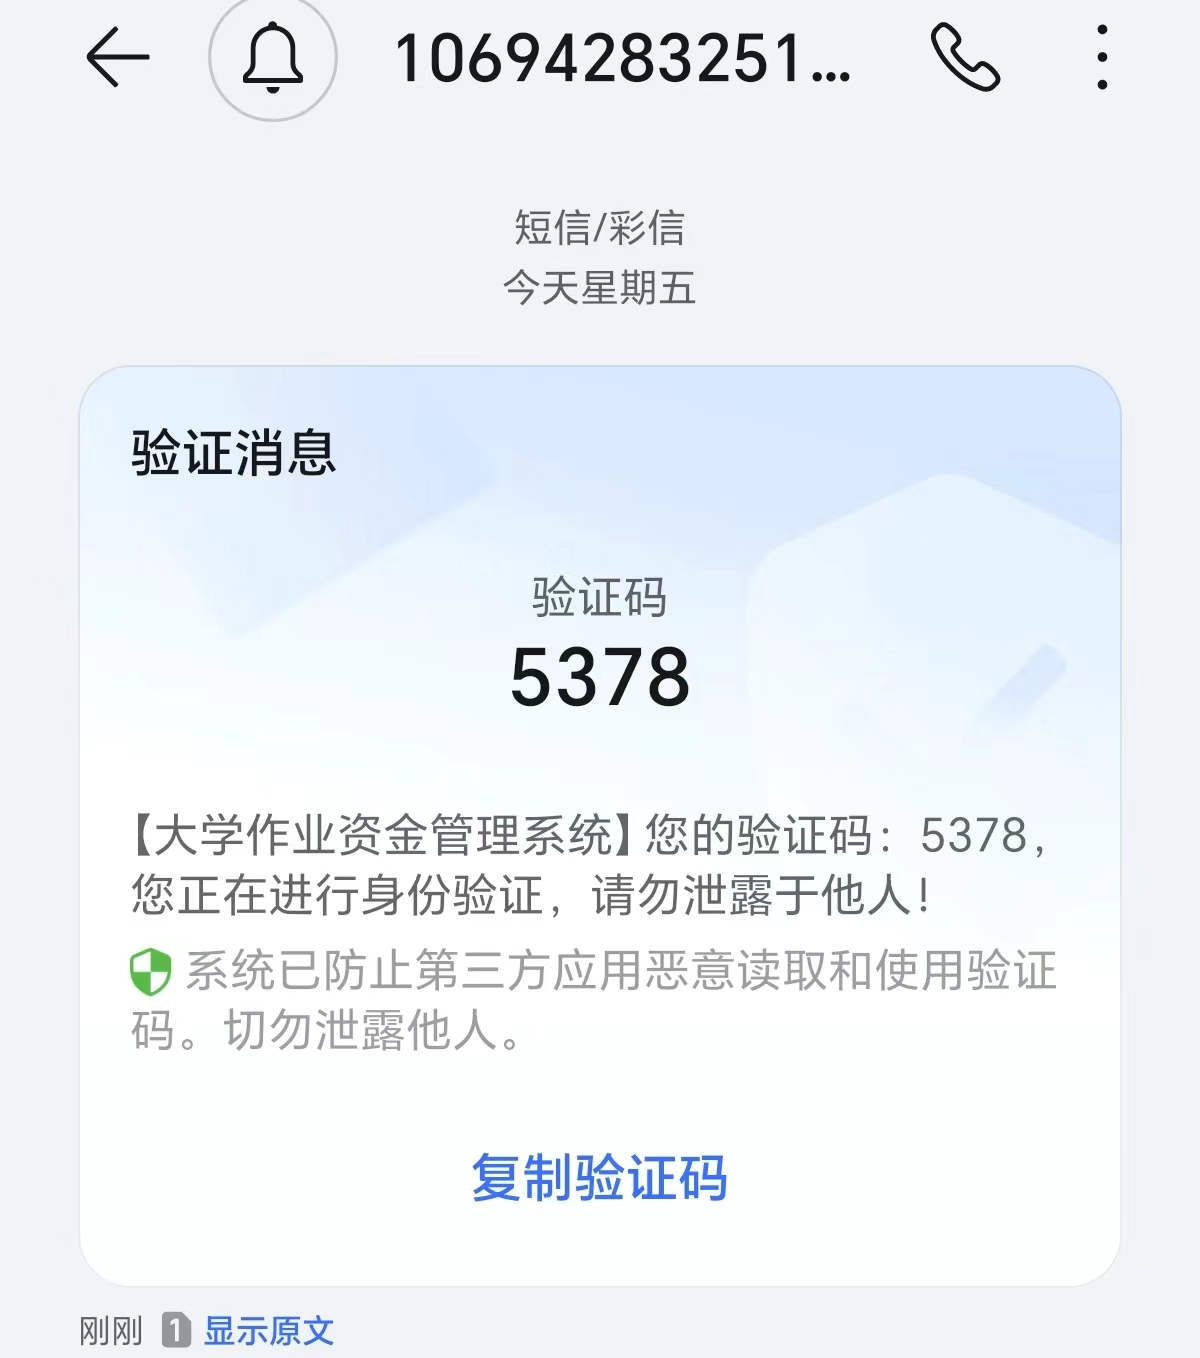 10694283251...
短信/彩信
今天星期五
验证消息
验证码
5378
【大学作业资金管理系统】您的验证码：5378，
您正在进行身份验证，请勿泄露于他人！
系统已防止第三方应用恶意读取和使用验证
码。切勿泄露他人。
复制验证码
刚刚 1 显示原文